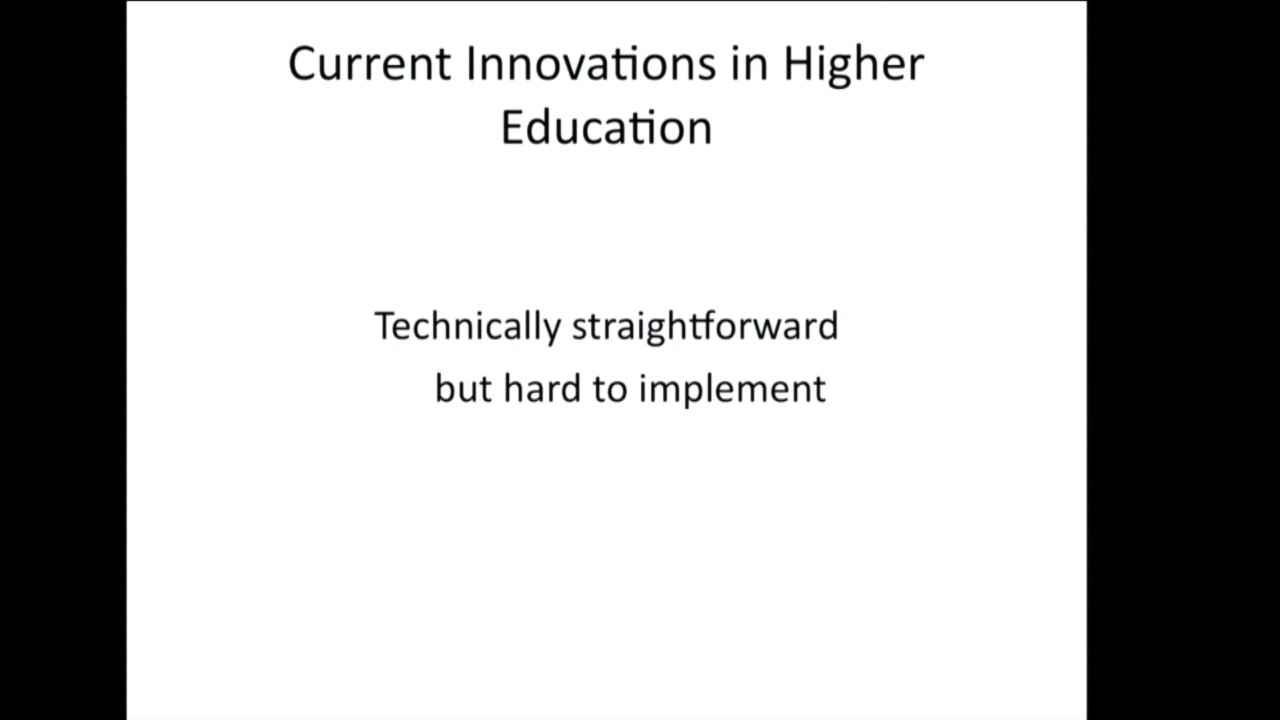 Current Innovations in Higher
Education
Technically straightforward
but hard to implement